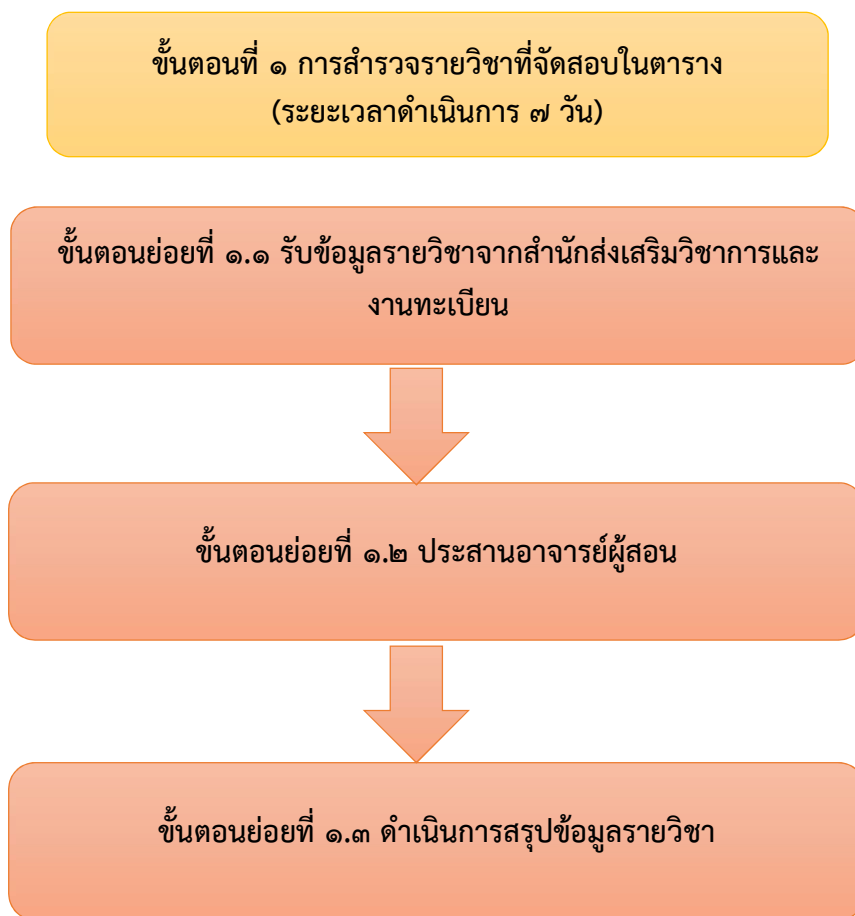 ขั้นตอนที่ ๑ การสำรวจรายวิชาที่จัดสอบในตาราง
(ระยะเวลาดำเนินการ ๗ วัน)
ขั้นตอนย่อยที่ ๑.๑ รับข้อมูลรายวิชาจากสำนักส่งเสริมวิชาการและ
งานทะเบียน
ขั้นตอนย่อยที่ ๑.๒ ประสานอาจารย์ผู้สอน
ขั้นตอนย่อยที่ ๑.๓ ดำเนินการสรุปข้อมูลรายวิชา